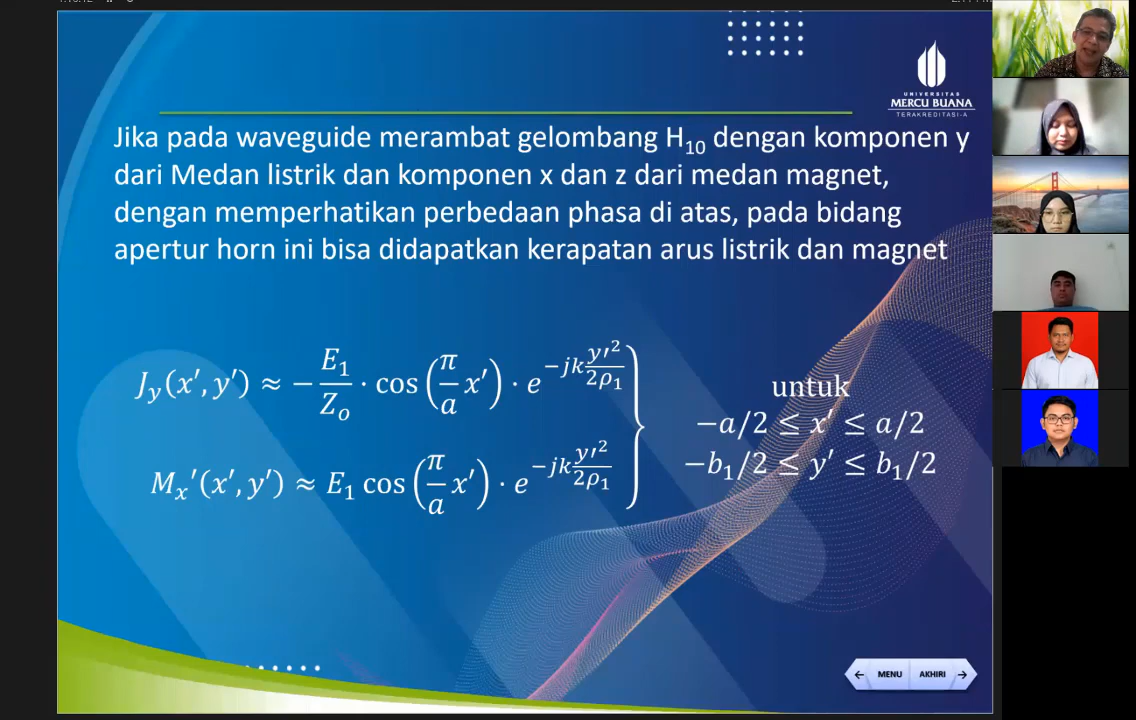 UNIVERSITAS
MERCU BUANA
TERAKREDITASI-A
Jika pada waveguide merambat gelombang H₁₀ dengan komponen y
dari Medan listrik dan komponen x dan z dari medan magnet,
dengan memperhatikan perbedaan phasa di atas, pada bidang
apertur horn ini bisa didapatkan kerapatan arus listrik dan magnet
J_y(x′, y′) ≈ −E₁/Z_o · cos(π/a x′) · e^{−jk y′²/2ρ₁}
M_x′(x′, y′) ≈ E₁ cos(π/a x′) · e^{−jk y′²/2ρ₁}
untuk
−a/2 ≤ x′ ≤ a/2
−b₁/2 ≤ y′ ≤ b₁/2
MENU AKHIRI